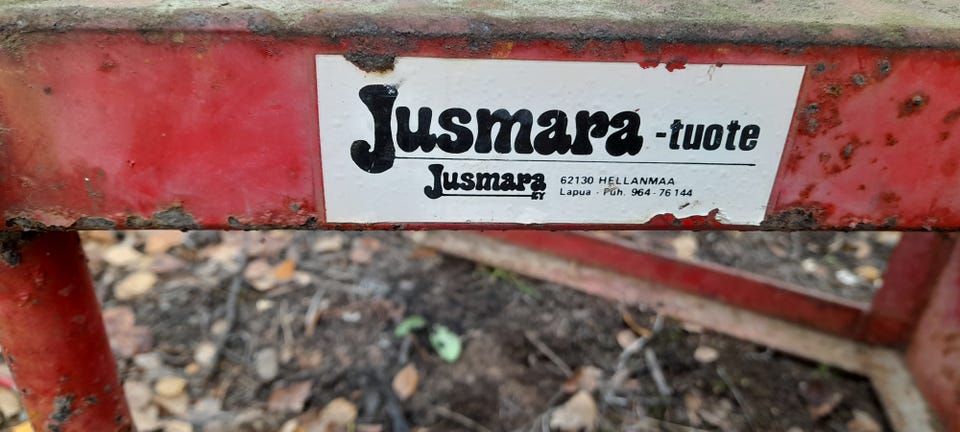 Jusmara -tuote
Jusmara KY
62130 HELLANMAA
Lapua - Puh. 964-76 144